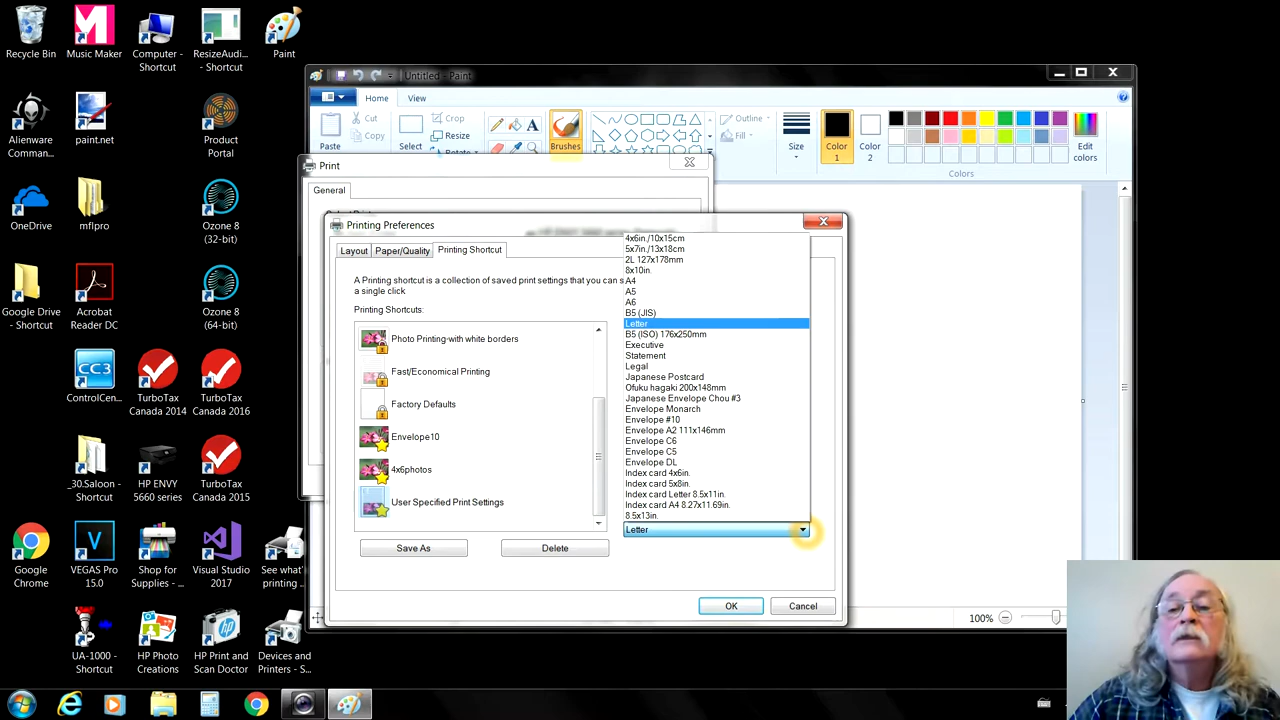 Recycle Bin
Music Maker
Computer -
Shortcut
ResizeAudi...
- Shortcut
Paint
Alienware
Comman...
paint.net
Product
Portal
OneDrive
mflpro
Ozone 8
(32-bit)
Google Drive
- Shortcut
Acrobat
Reader DC
Ozone 8
(64-bit)
CC3
ControlCen...
TurboTax
Canada 2014
TurboTax
Canada 2016
_30.Saloon -
Shortcut
HP ENVY
5660 series
TurboTax
Canada 2015
Google
Chrome
VEGAS Pro
15.0
Shop for
Supplies - ...
Visual Studio
2017
See what's
printing ...
UA-1000 -
Shortcut
HP Photo
Creations
HP Print and
Scan Doctor
Devices and
Printers - S...
Untitled - Paint
Home
View
Paste
Cut
Copy
Select
Crop
Resize
Rotate
Brushes
Outline
Fill
Size
Color
1
Color
2
Edit
colors
Colors
Print
General
Printing Preferences
Layout
Paper/Quality
Printing Shortcut
A Printing shortcut is a collection of saved print settings that you can s
a single click
Printing Shortcuts:
Photo Printing-with white borders
Fast/Economical Printing
Factory Defaults
Envelope10
4x6photos
User Specified Print Settings
Save As
Delete
4x6in./10x15cm
5x7in./13x18cm
2L 127x178mm
8x10in.
A4
A5
A6
B5 (JIS)
Letter
B5 (ISO) 176x250mm
Executive
Statement
Legal
Japanese Postcard
Ofuku hagaki 200x148mm
Japanese Envelope Chou #3
Envelope Monarch
Envelope #10
Envelope A2 111x146mm
Envelope C6
Envelope C5
Envelope DL
Index card 4x6in.
Index card 5x8in.
Index card Letter 8.5x11in.
Index card A4 8.27x11.69in.
8.5x13in.
Letter
OK
Cancel
100%